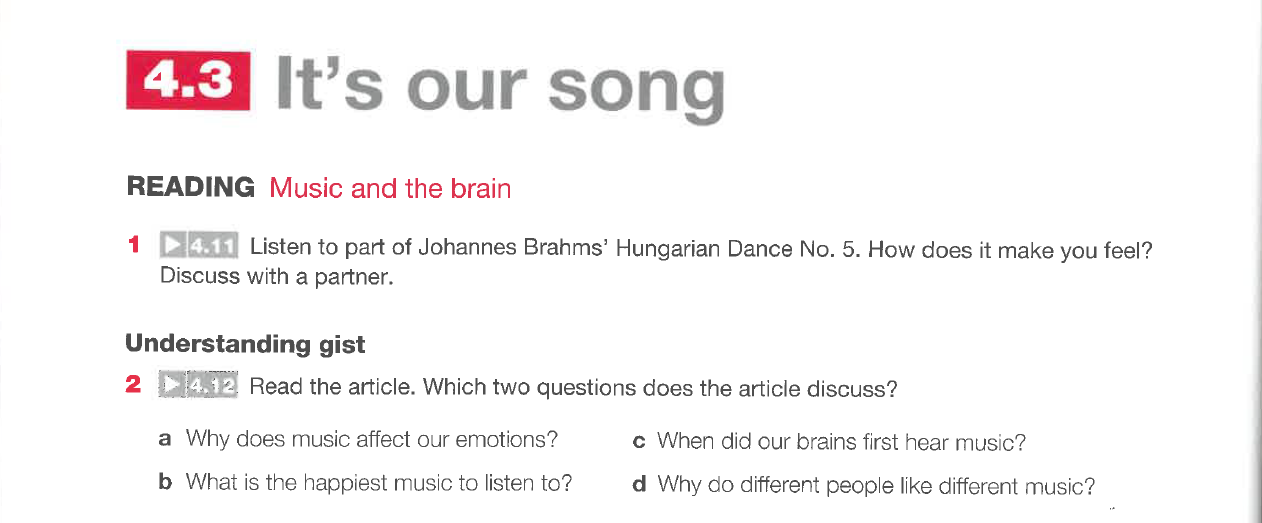 4.3 It's our song
READING Music and the brain
1 ▷ 4.11 Listen to part of Johannes Brahms' Hungarian Dance No. 5. How does it make you feel?
Discuss with a partner.
Understanding gist
2 ▷ 4.12 Read the article. Which two questions does the article discuss?
a Why does music affect our emotions? c When did our brains first hear music?
b What is the happiest music to listen to? d Why do different people like different music?